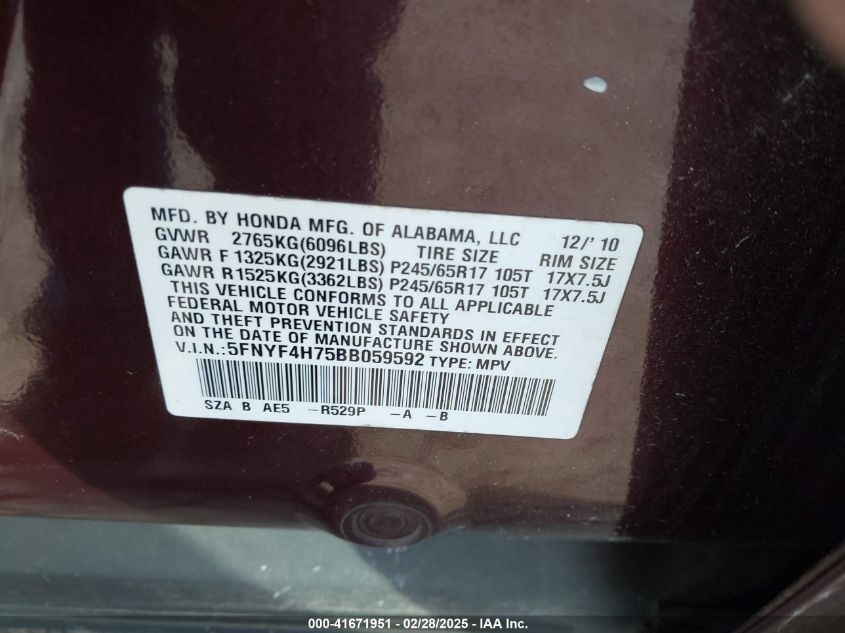 MFD. BY HONDA MFG. OF ALABAMA, LLC 12/'10
GVWR 2765KG(6096LBS) TIRE SIZE RIM SIZE
GAWR F 1325KG(2921LBS) P245/65R17 105T 17X7.5J
GAWR R1525KG(3362LBS) P245/65R17 105T 17X7.5J
THIS VEHICLE CONFORMS TO ALL APPLICABLE
FEDERAL MOTOR VEHICLE SAFETY
AND THEFT PREVENTION STANDARDS IN EFFECT
ON THE DATE OF MANUFACTURE SHOWN ABOVE.
V.I.N.:5FNYF4H75BB059592 TYPE: MPV
SZA B AE5 -R529P -A -B
000-41671951 - 02/28/2025 - IAA Inc.